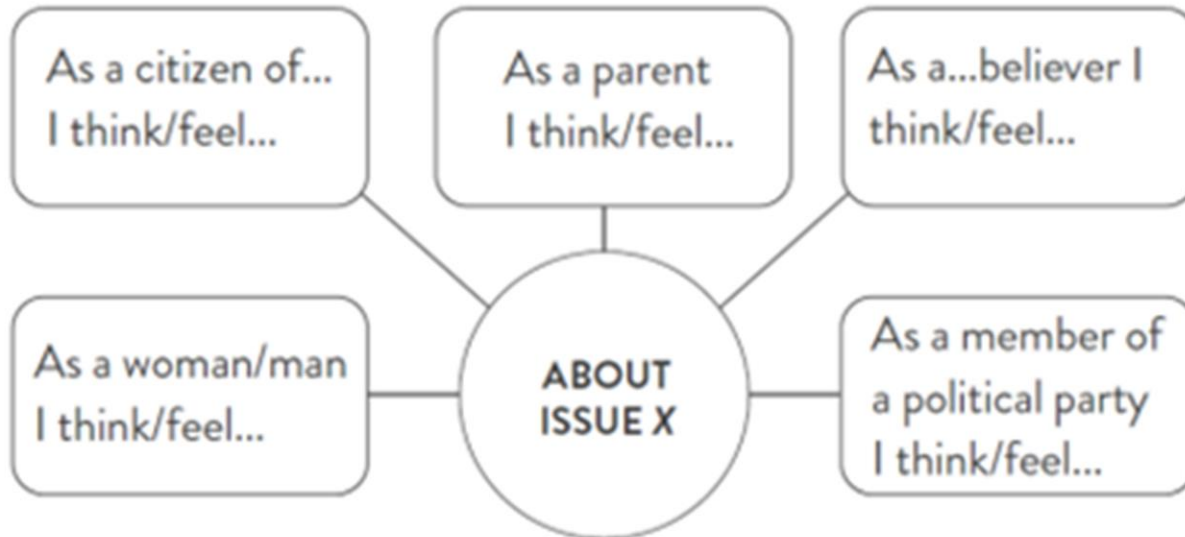 As a citizen of...
I think/feel...
As a parent
I think/feel...
As a...believer I
think/feel...
As a woman/man
I think/feel...
ABOUT
ISSUE X
As a member of
a political party
I think/feel...